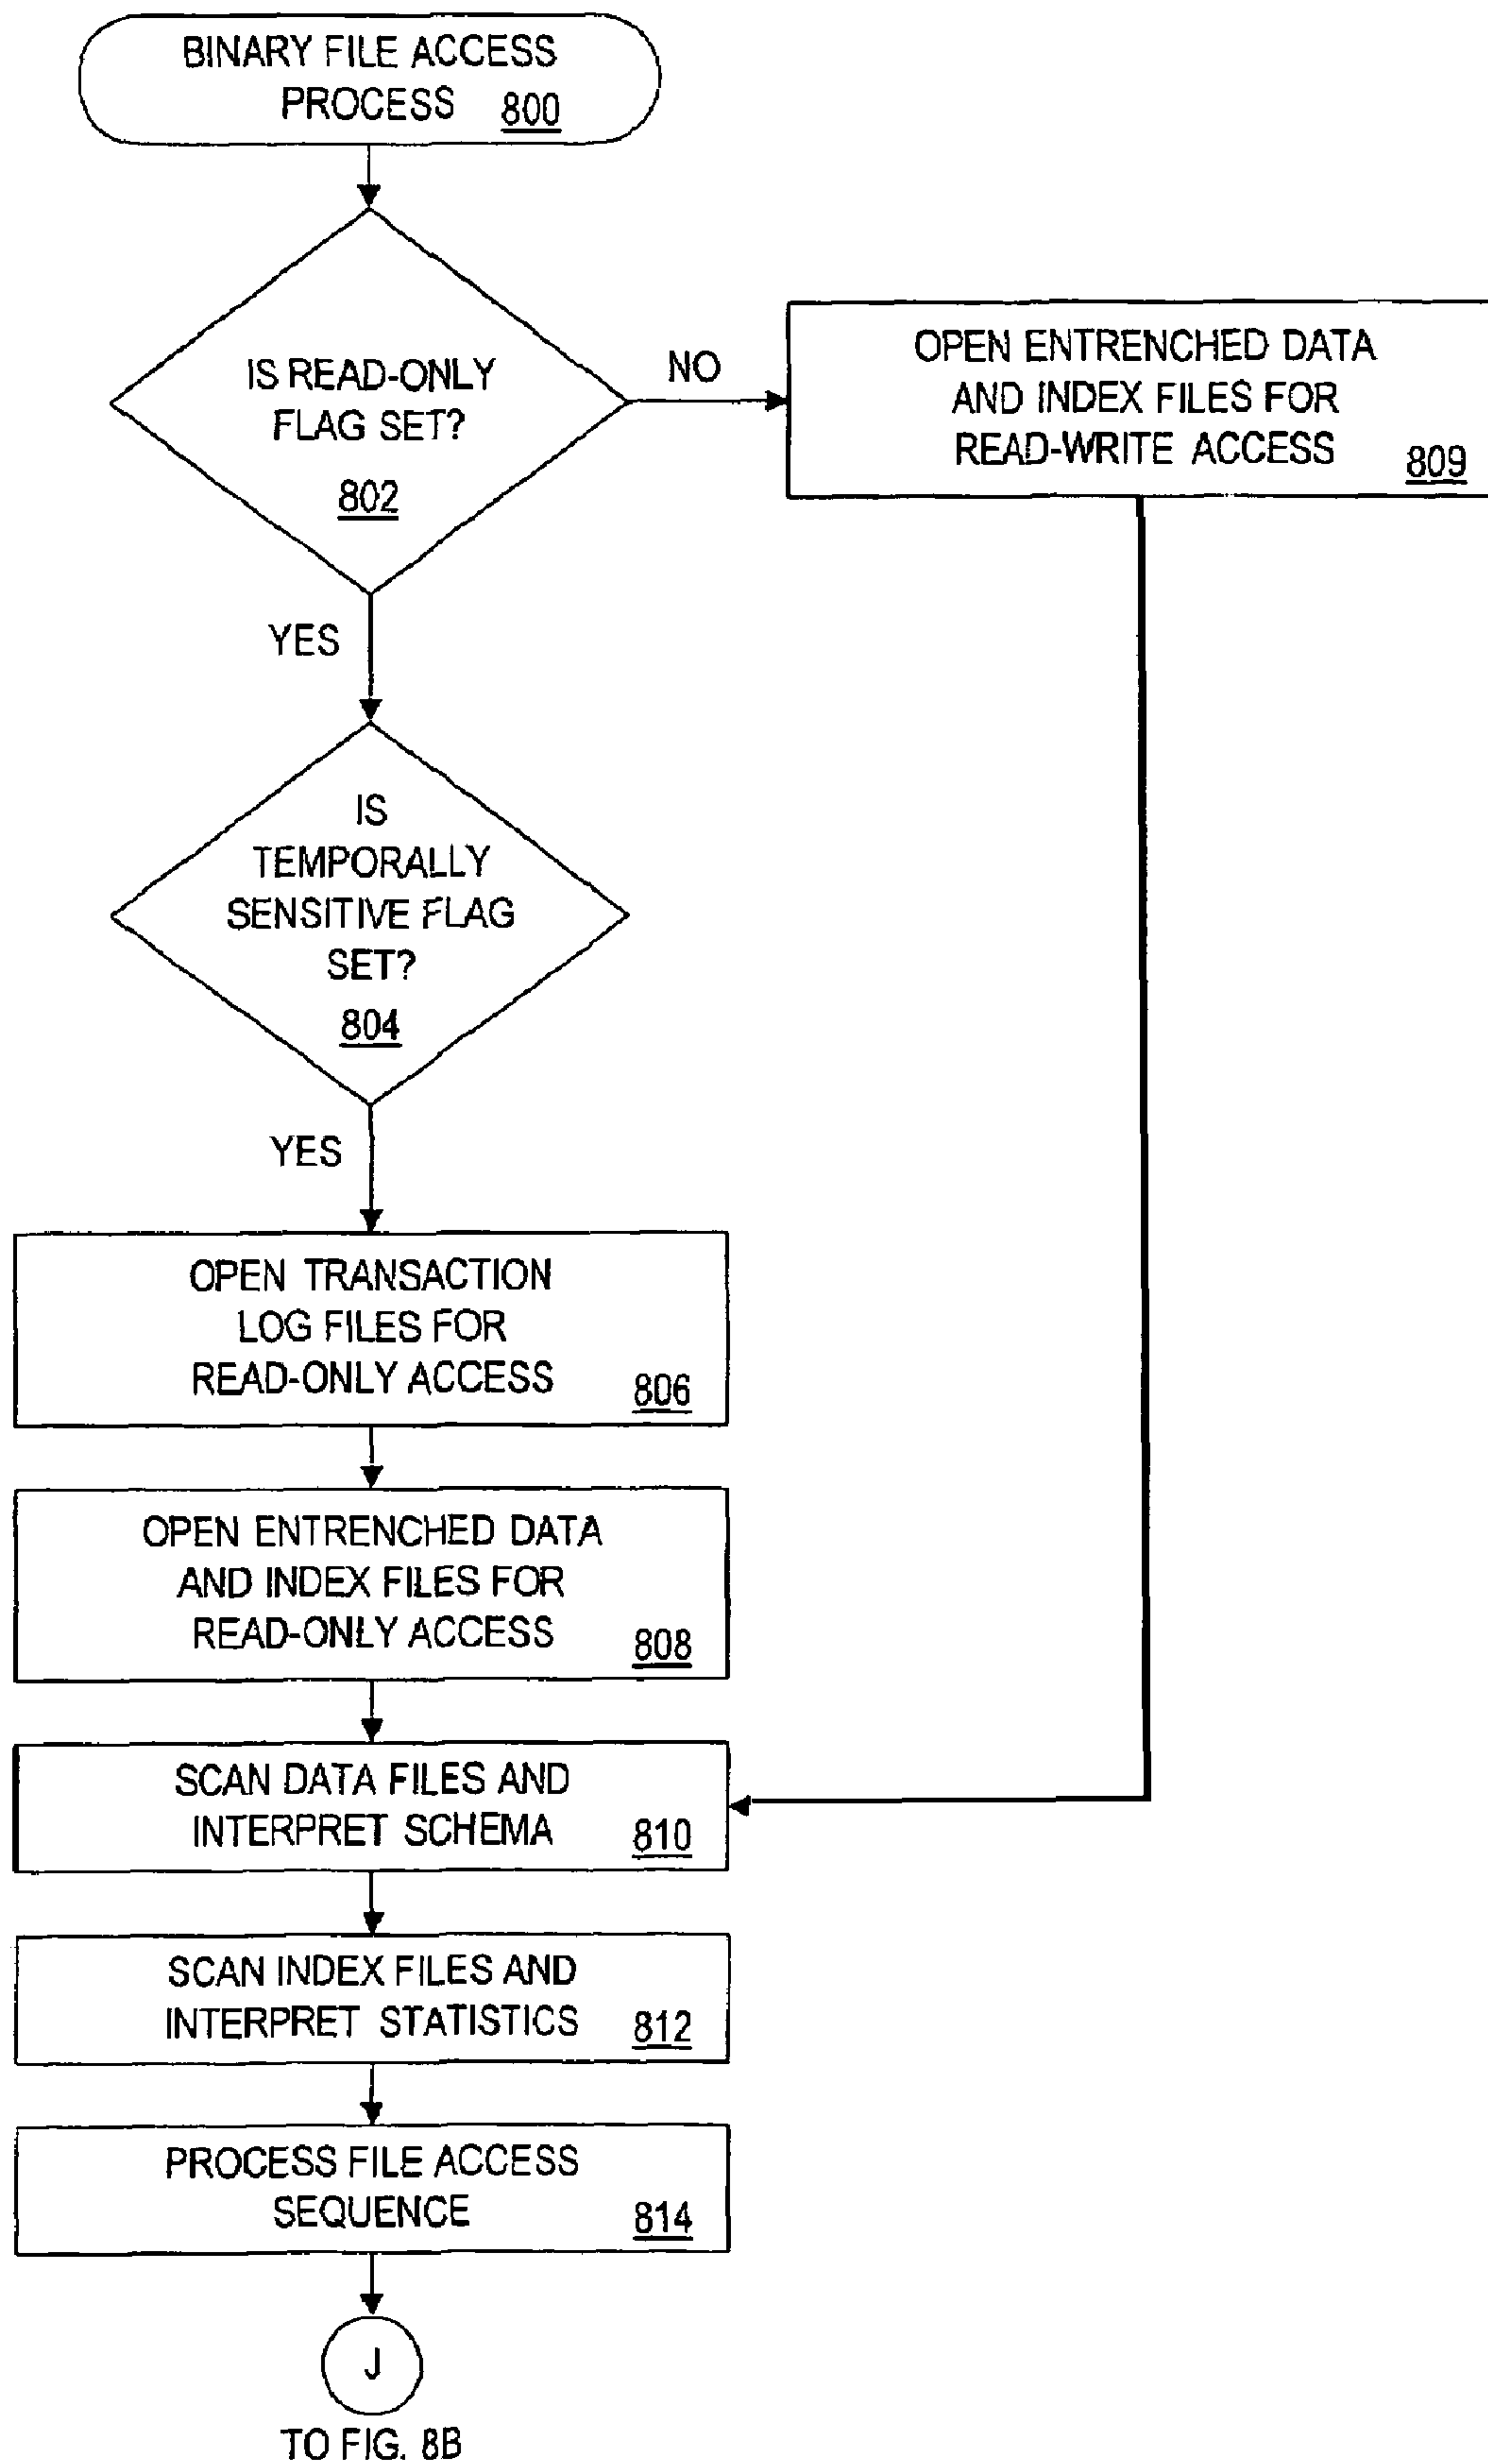 BINARY FILE ACCESS
PROCESS 800
IS READ-ONLY
FLAG SET?
802
NO
OPEN ENTRENCHED DATA
AND INDEX FILES FOR
READ-WRITE ACCESS 809
YES
IS
TEMPORALLY
SENSITIVE FLAG
SET?
804
YES
OPEN TRANSACTION
LOG FILES FOR
READ-ONLY ACCESS 806
OPEN ENTRENCHED DATA
AND INDEX FILES FOR
READ-ONLY ACCESS 808
SCAN DATA FILES AND
INTERPRET SCHEMA 810
SCAN INDEX FILES AND
INTERPRET STATISTICS 812
PROCESS FILE ACCESS
SEQUENCE 814
J
TO FIG. 8B